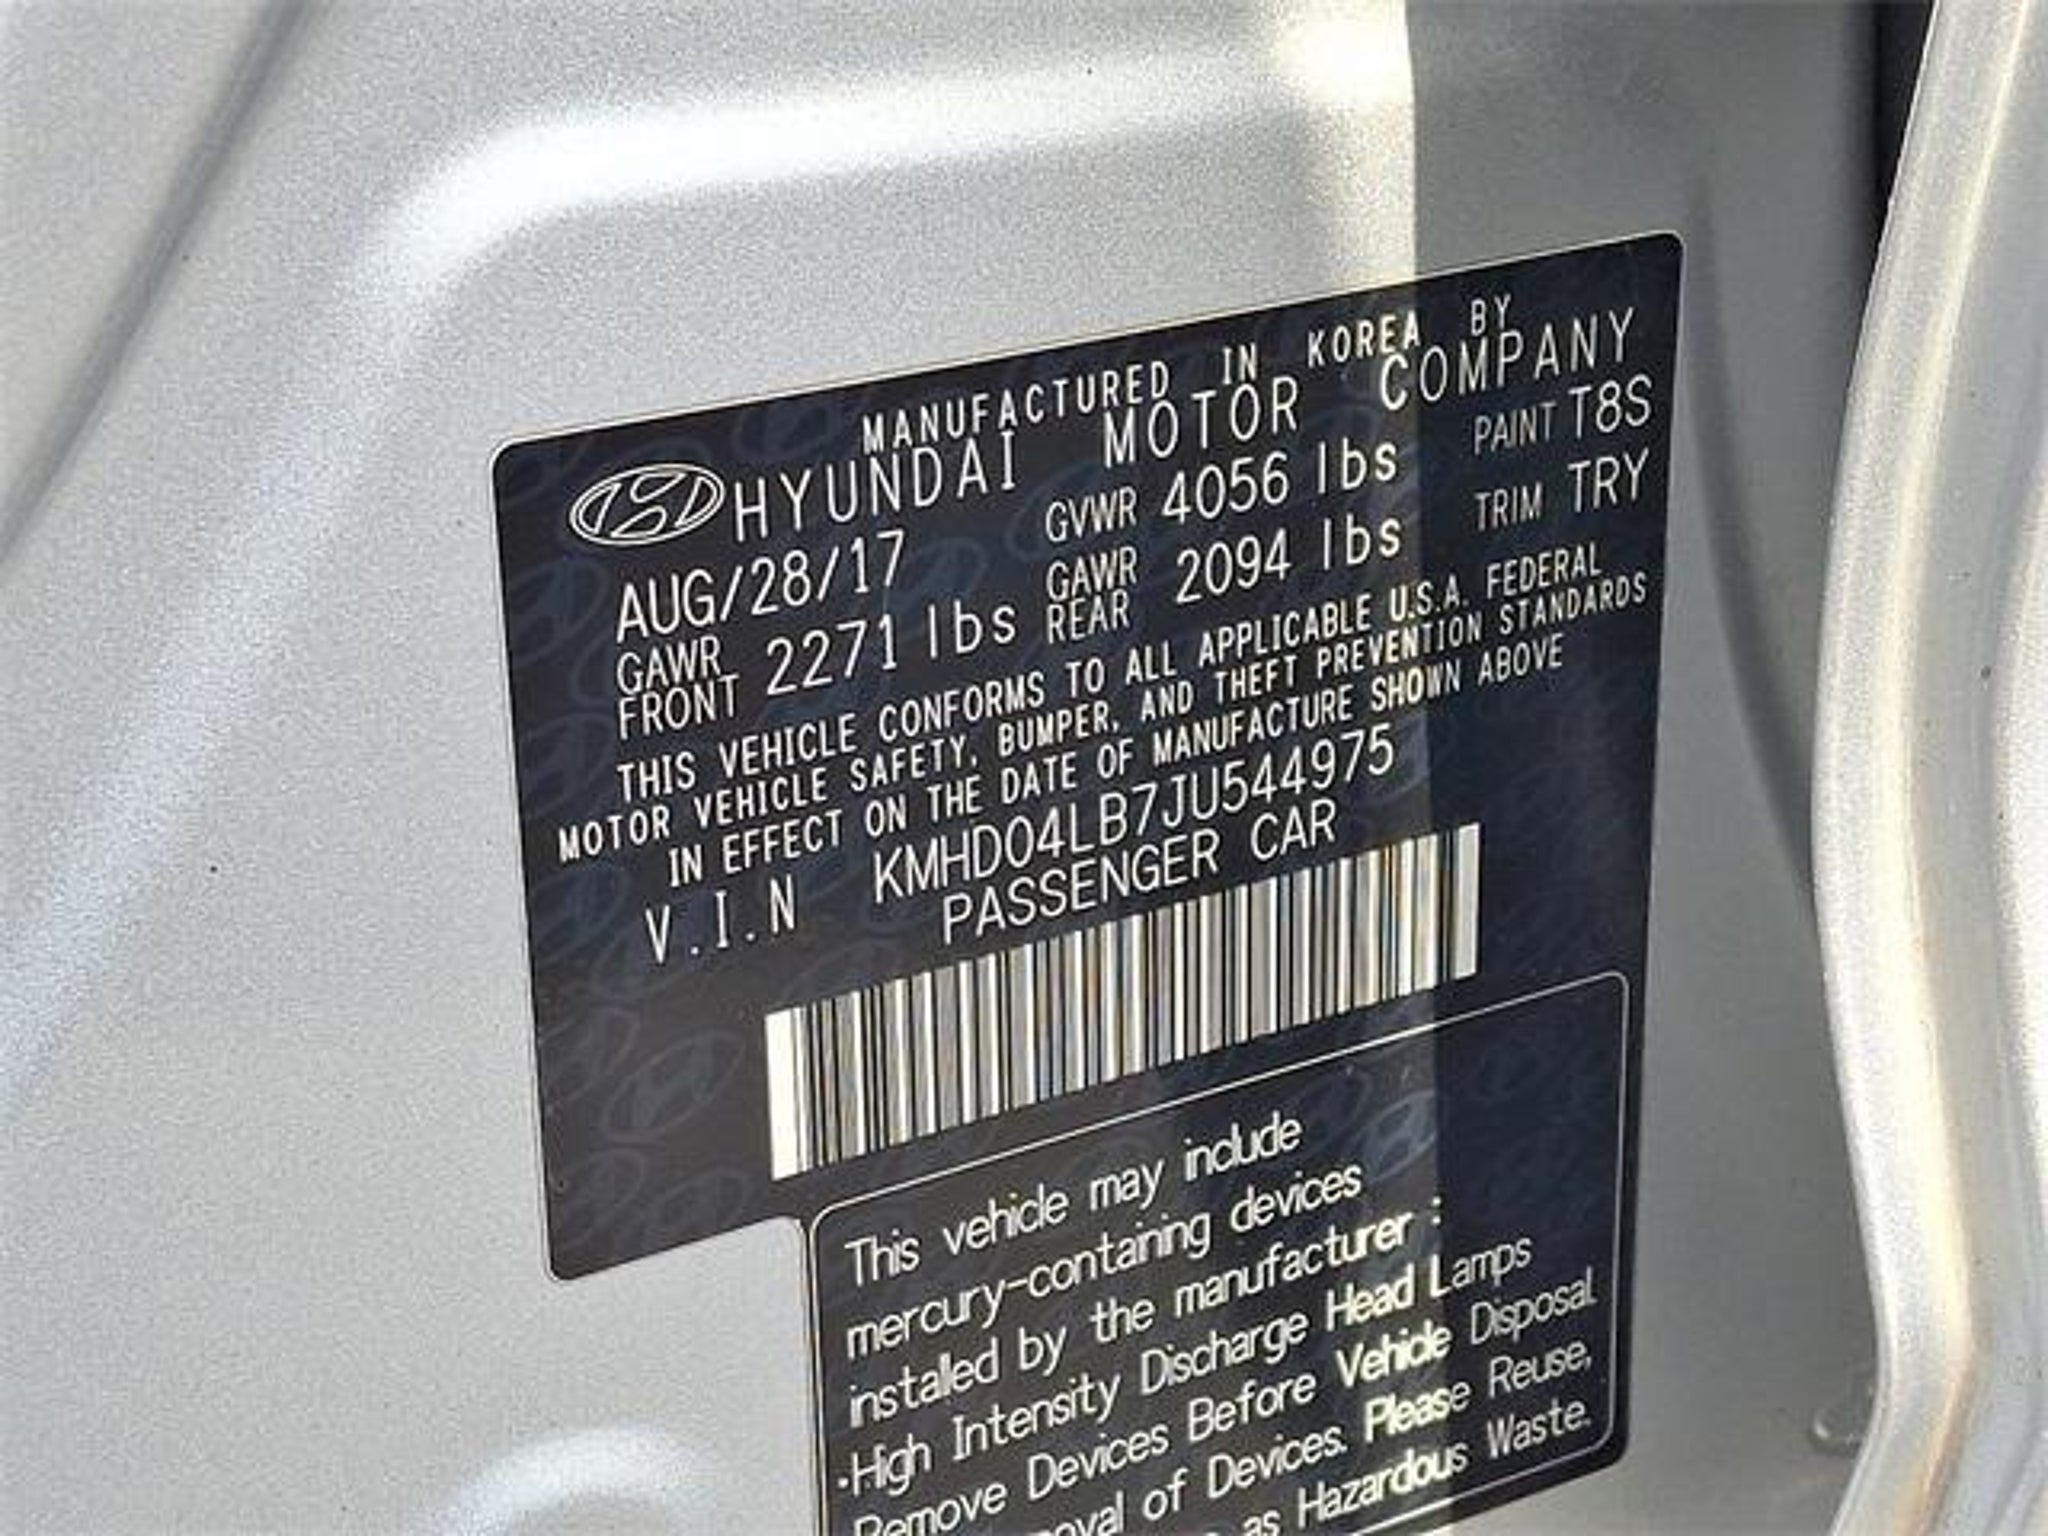 MANUFACTURED IN KOREA BY
HYUNDAI MOTOR COMPANY
AUG/28/17 GVWR 4056 lbs PAINT T8S
GAWR FRONT 2271 lbs GAWR REAR 2094 lbs TRIM TRY
THIS VEHICLE CONFORMS TO ALL APPLICABLE U.S.A. FEDERAL
MOTOR VEHICLE SAFETY, BUMPER, AND THEFT PREVENTION STANDARDS
IN EFFECT ON THE DATE OF MANUFACTURE SHOWN ABOVE
V.I.N KMHD04LB7JU544975
PASSENGER CAR
This vehicle may include
mercury-containing devices
installed by the manufacturer :
·High Intensity Discharge Head Lamps
Remove Devices Before Vehicle Disposal.
of Devices. Please Reuse,
as Hazardous Waste.